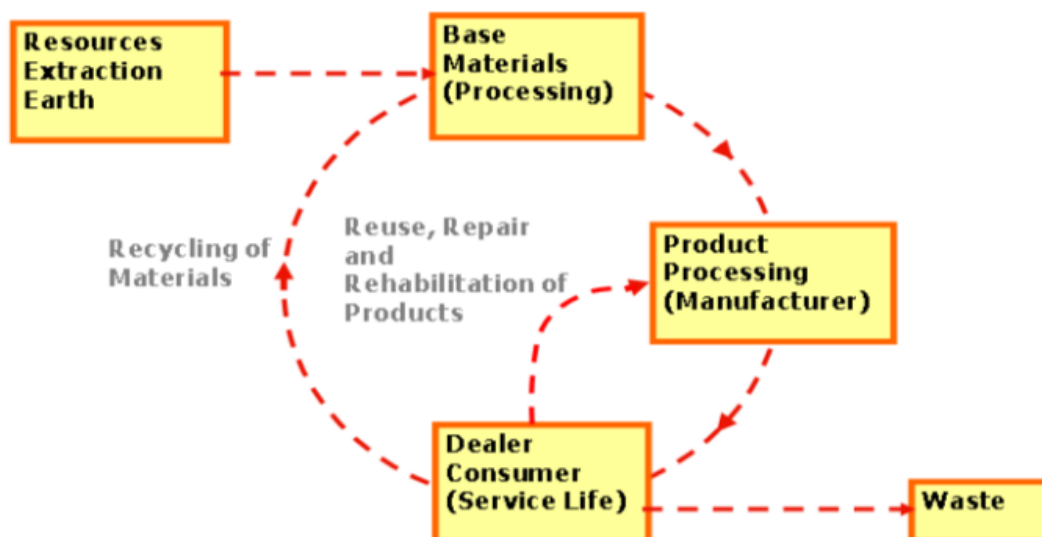 Resources
Extraction
Earth
Base
Materials
(Processing)
Recycling of
Materials
Reuse, Repair
and
Rehabilitation of
Products
Product
Processing
(Manufacturer)
Dealer
Consumer
(Service Life)
Waste